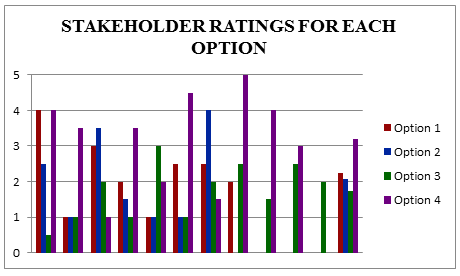 STAKEHOLDER RATINGS FOR EACH
OPTION
5
4
3
2
1
0
Option 1
Option 2
Option 3
Option 4